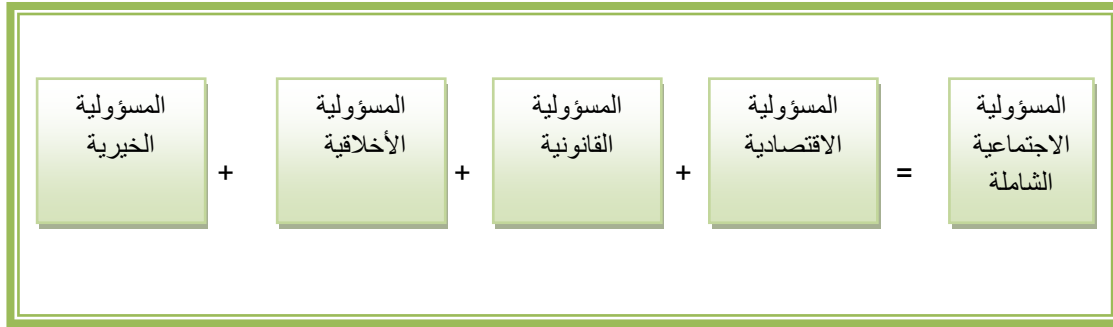 المسؤولية
الاجتماعية
الشاملة
=
المسؤولية
الاقتصادية
+
المسؤولية
القانونية
+
المسؤولية
الأخلاقية
+
المسؤولية
الخيرية